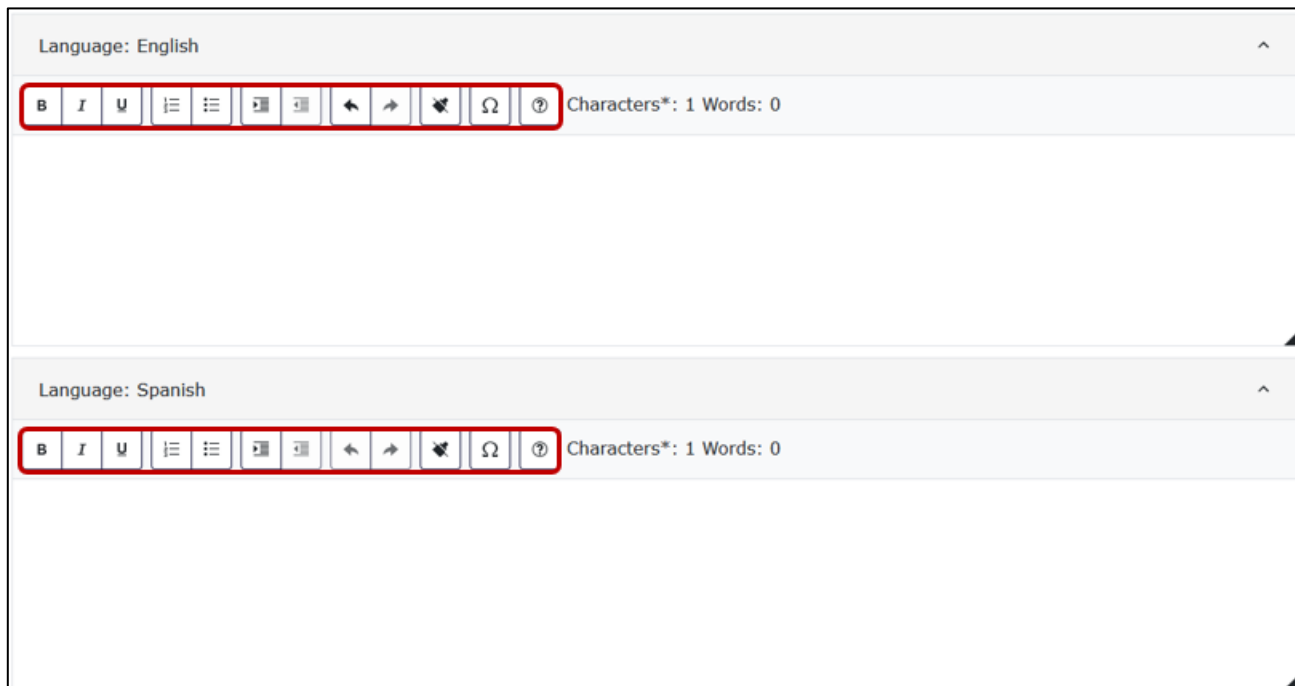 Language: English
B I U Ω ? Characters*: 1 Words: 0
Language: Spanish
B I U Ω ? Characters*: 1 Words: 0